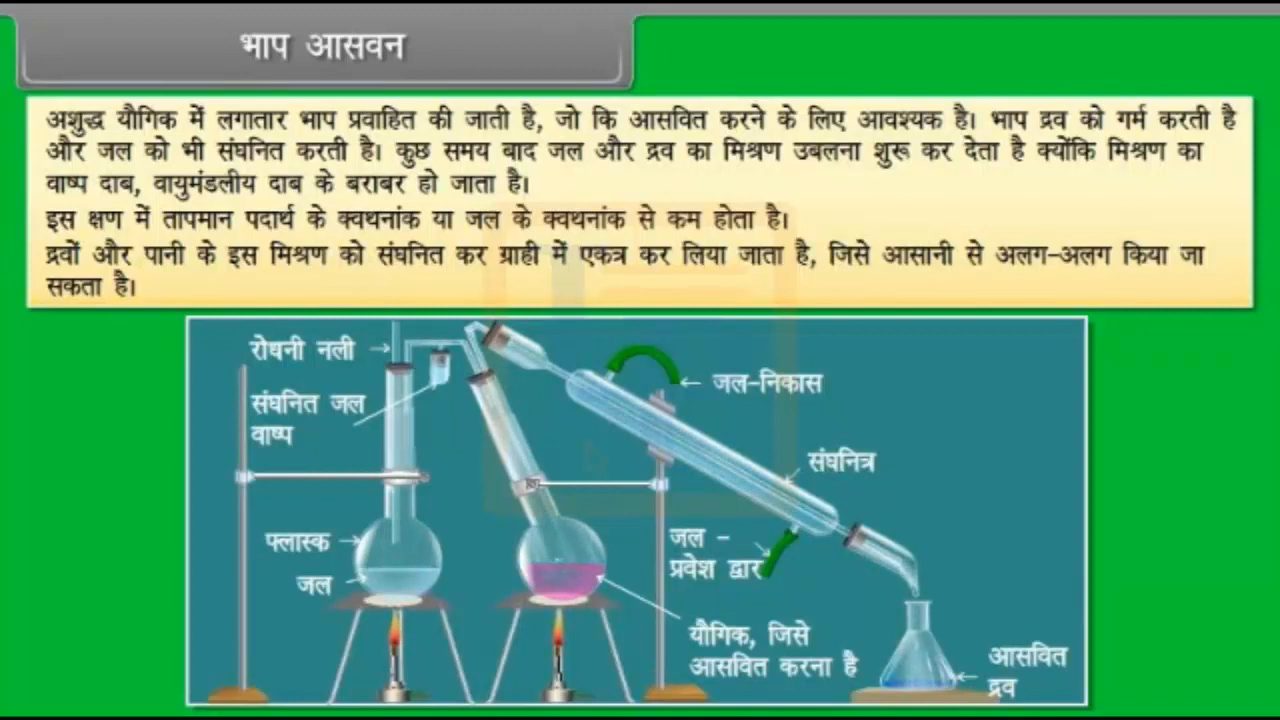 भाप आसवन
अशुद्ध यौगिक में लगातार भाप प्रवाहित की जाती है, जो कि आसवित करने के लिए आवश्यक है। भाप द्रव को गर्म करती है
और जल को भी संघनित करती है। कुछ समय बाद जल और द्रव का मिश्रण उबलना शुरू कर देता है क्योंकि मिश्रण का
वाष्प दाब, वायुमंडलीय दाब के बराबर हो जाता है।
इस क्षण में तापमान पदार्थ के क्वथनांक या जल के क्वथनांक से कम होता है।
द्रवों और पानी के इस मिश्रण को संघनित कर ग्राही में एकत्र कर लिया जाता है, जिसे आसानी से अलग-अलग किया जा
सकता है।
रोधनी नली
संघनित जल
वाष्प
जल-निकास
संघनित्र
फ्लास्क
जल
जल -
प्रवेश द्वार
यौगिक, जिसे
आसवित करना है
आसवित
द्रव